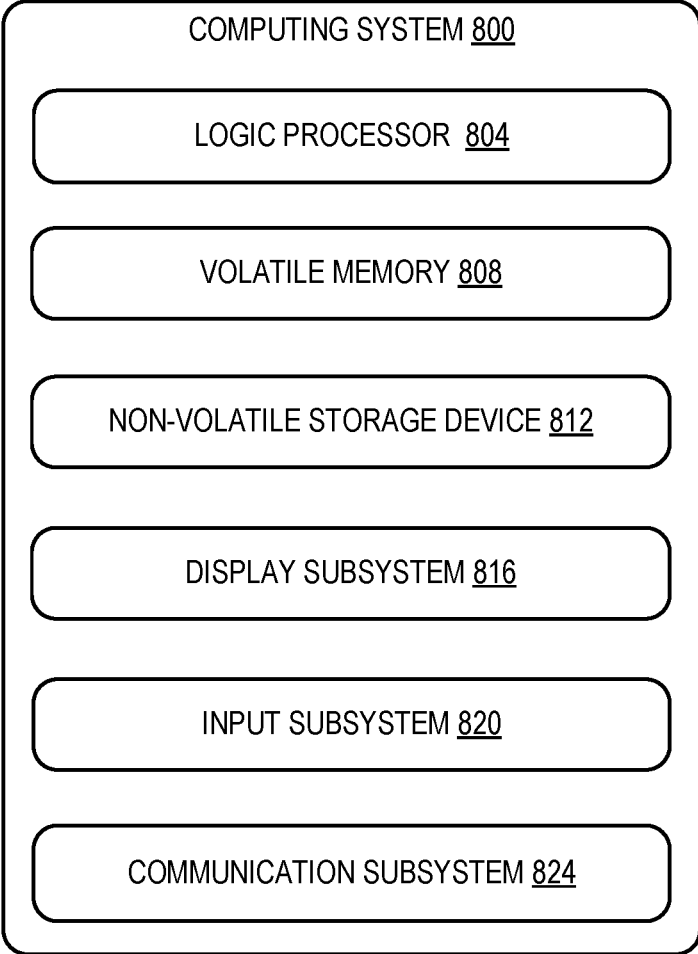 COMPUTING SYSTEM 800
LOGIC PROCESSOR 804
VOLATILE MEMORY 808
NON-VOLATILE STORAGE DEVICE 812
DISPLAY SUBSYSTEM 816
INPUT SUBSYSTEM 820
COMMUNICATION SUBSYSTEM 824